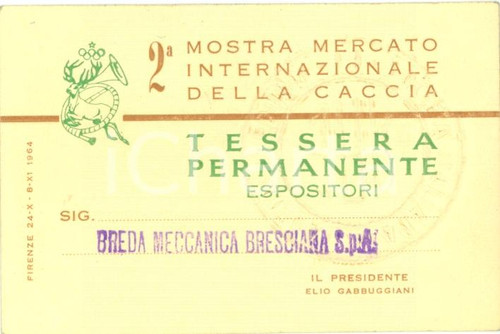 2a MOSTRA MERCATO
INTERNAZIONALE
DELLA CACCIA
TESSERA
PERMANENTE
ESPOSITORI
SIG.
BREDA MECCANICA BRESCIANA S.p.A.
IL PRESIDENTE
ELIO GABBUGGIANI
FIRENZE 24-X - 8-XI 1964